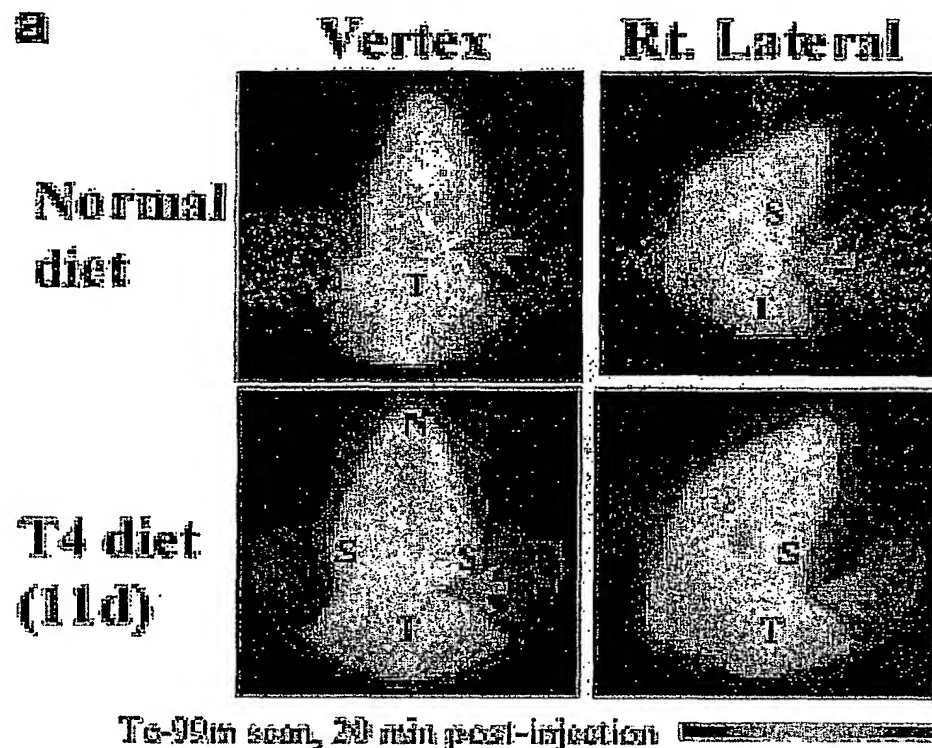 a
Vertex Rt. Lateral
Normal
diet
T
S
T4 diet
(11d)
N
S S
T
S
T
Tc-99m scan, 20 min post-injection